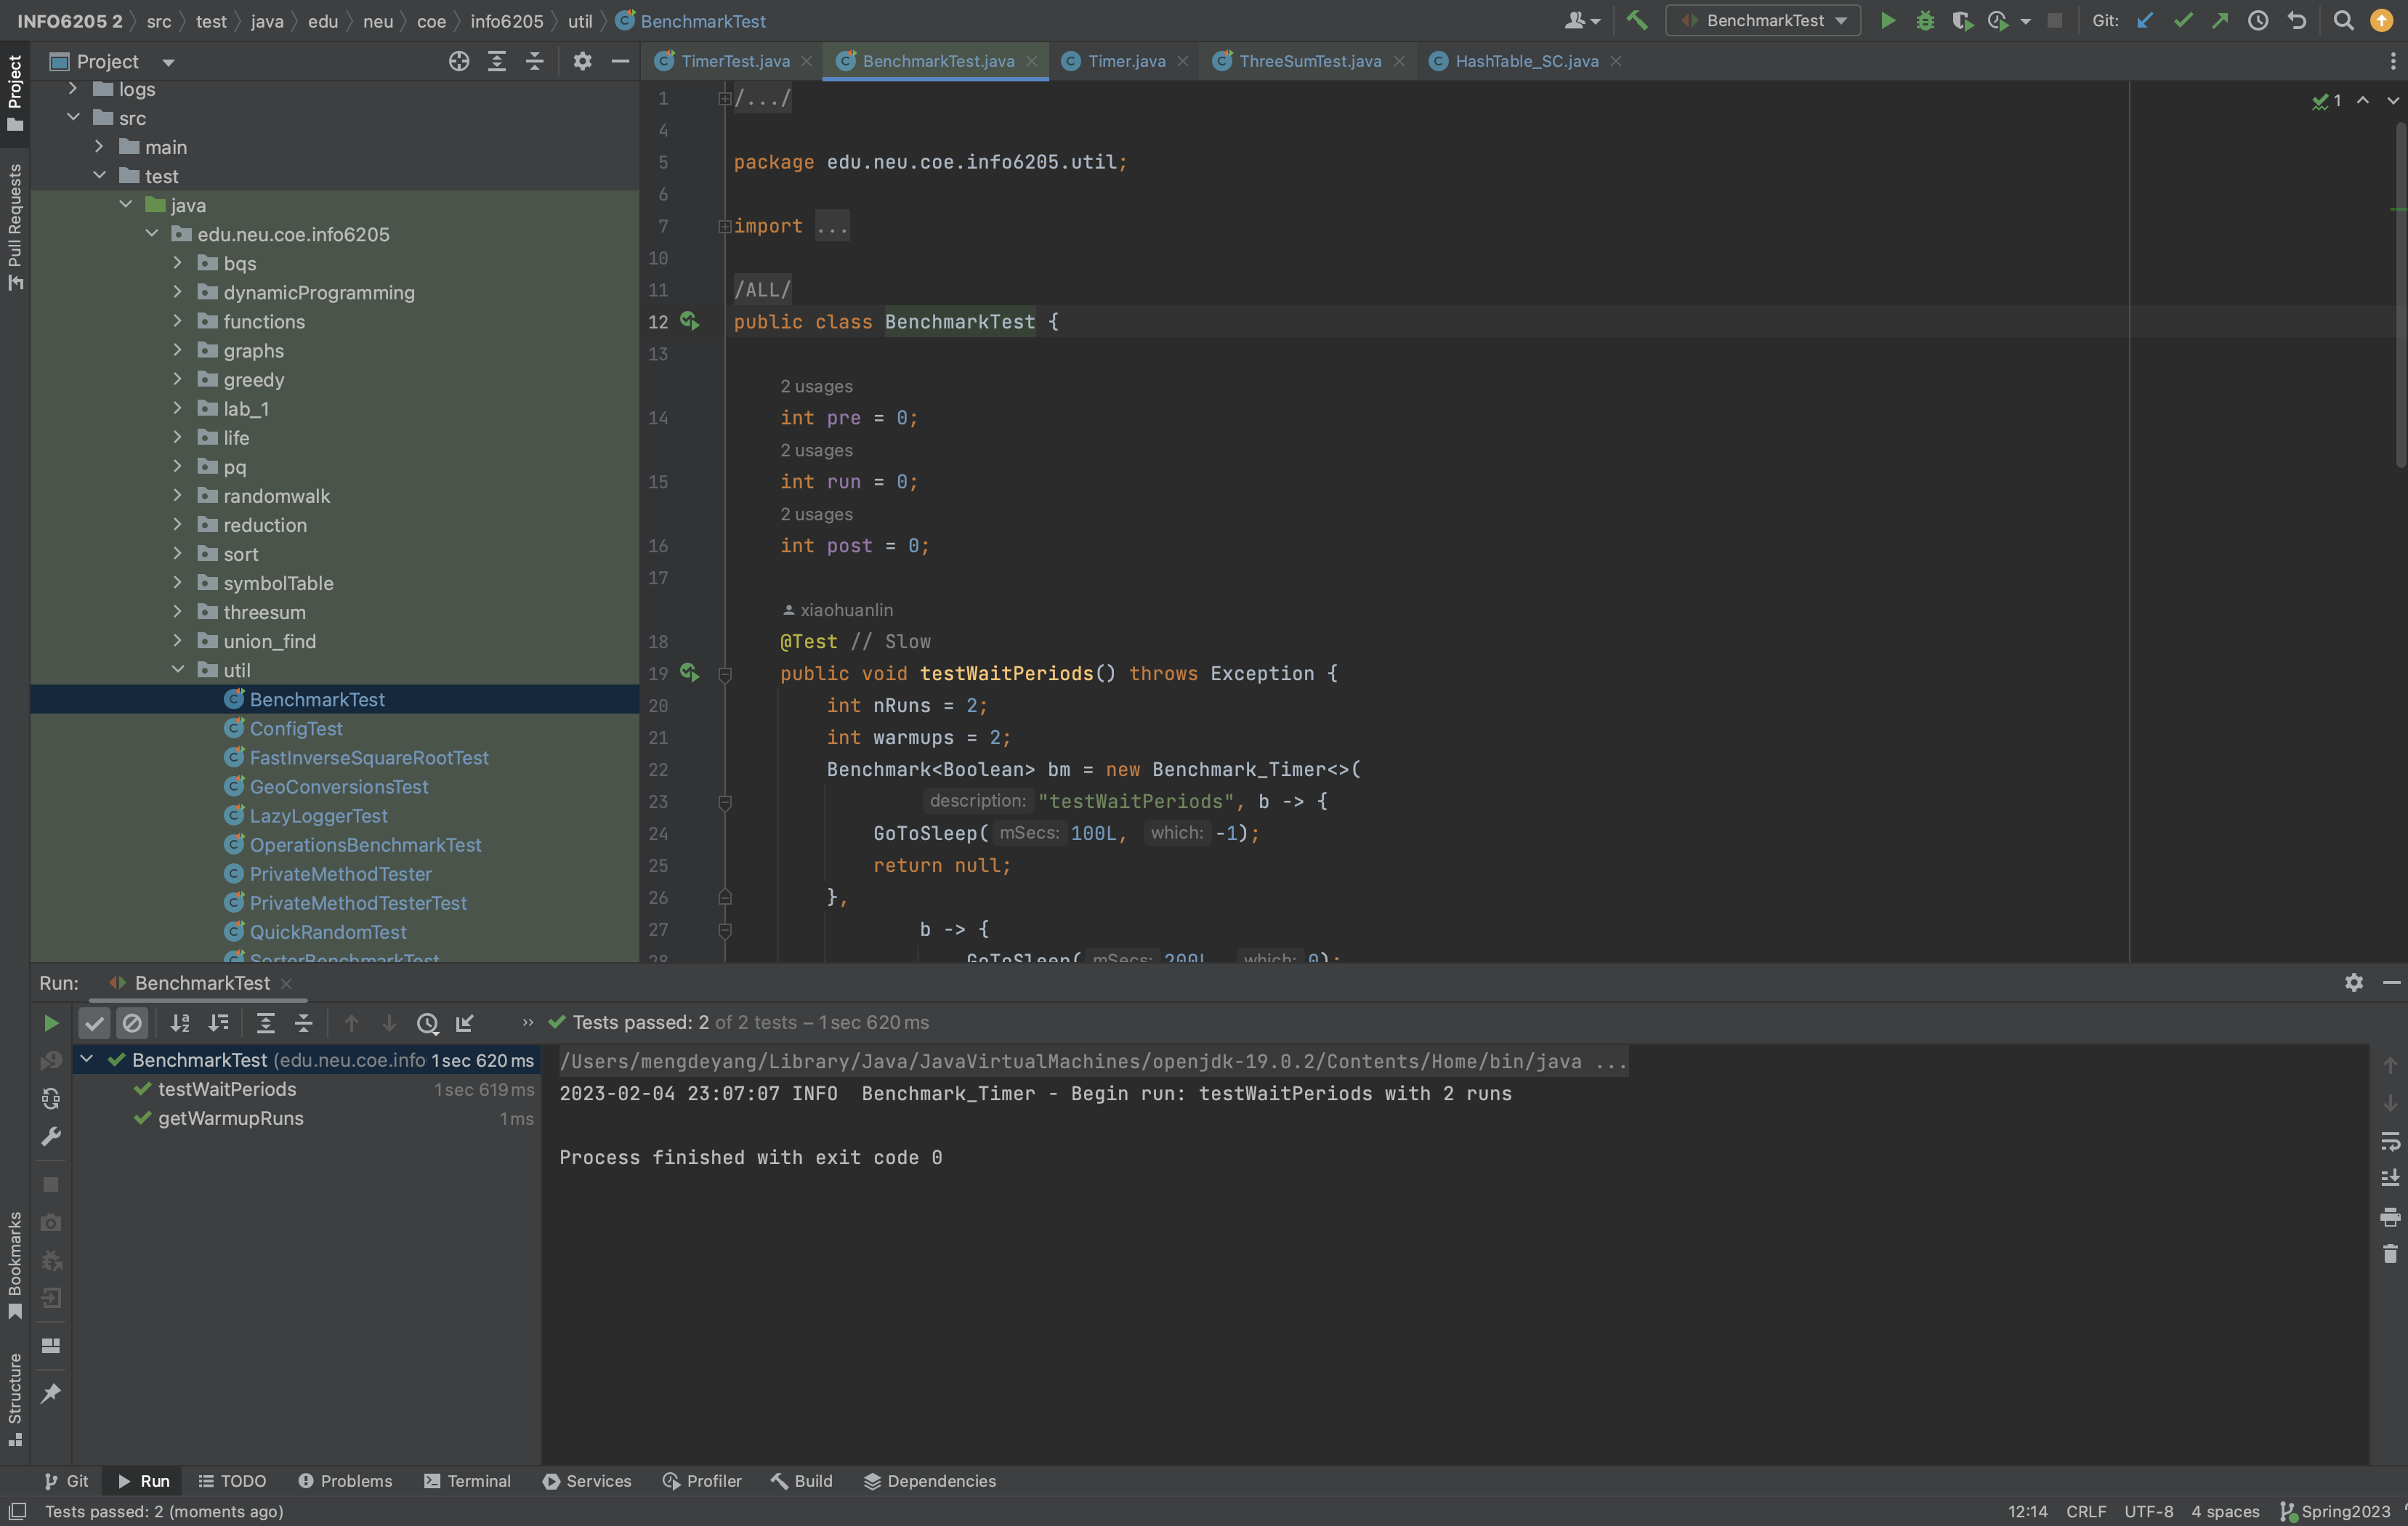 INFO6205 2 src test java edu neu coe info6205 util BenchmarkTest BenchmarkTest Git:
Project TimerTest.java BenchmarkTest.java Timer.java ThreeSumTest.java HashTable_SC.java
Project
Pull Requests
logs
src
main
test
java
edu.neu.coe.info6205
bqs
dynamicProgramming
functions
graphs
greedy
lab_1
life
pq
randomwalk
reduction
sort
symbolTable
threesum
union_find
util
BenchmarkTest
ConfigTest
FastInverseSquareRootTest
GeoConversionsTest
LazyLoggerTest
OperationsBenchmarkTest
PrivateMethodTester
PrivateMethodTesterTest
QuickRandomTest
SorterBenchmarkTest
1 /.../
1
4
5 package edu.neu.coe.info6205.util;
6
7 import ...
10
11 /ALL/
12 public class BenchmarkTest {
13
2 usages
14 int pre = 0;
2 usages
15 int run = 0;
2 usages
16 int post = 0;
17
xiaohuanlin
18 @Test // Slow
19 public void testWaitPeriods() throws Exception {
20 int nRuns = 2;
21 int warmups = 2;
22 Benchmark<Boolean> bm = new Benchmark_Timer<>(
23 description: "testWaitPeriods", b -> {
24 GoToSleep( mSecs: 100L, which: -1);
25 return null;
26 },
27 b -> {
28 GoToSleep( mSecs: 200L, which: 0);
Run: BenchmarkTest
Tests passed: 2 of 2 tests – 1 sec 620 ms
BenchmarkTest (edu.neu.coe.info 1 sec 620 ms
testWaitPeriods 1 sec 619 ms
getWarmupRuns 1 ms
/Users/mengdeyang/Library/Java/JavaVirtualMachines/openjdk-19.0.2/Contents/Home/bin/java ...
2023-02-04 23:07:07 INFO Benchmark_Timer - Begin run: testWaitPeriods with 2 runs
Process finished with exit code 0
Bookmarks
Structure
Git Run TODO Problems Terminal Services Profiler Build Dependencies
Tests passed: 2 (moments ago) 12:14 CRLF UTF-8 4 spaces Spring2023